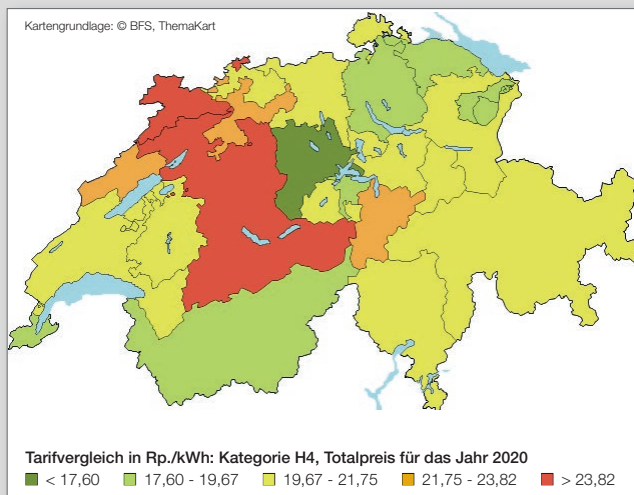 Kartengrundlage: © BFS, ThemaKart
Tarifvergleich in Rp./kWh: Kategorie H4, Totalpreis für das Jahr 2020
< 17,60 17,60 - 19,67 19,67 - 21,75 21,75 - 23,82 > 23,82